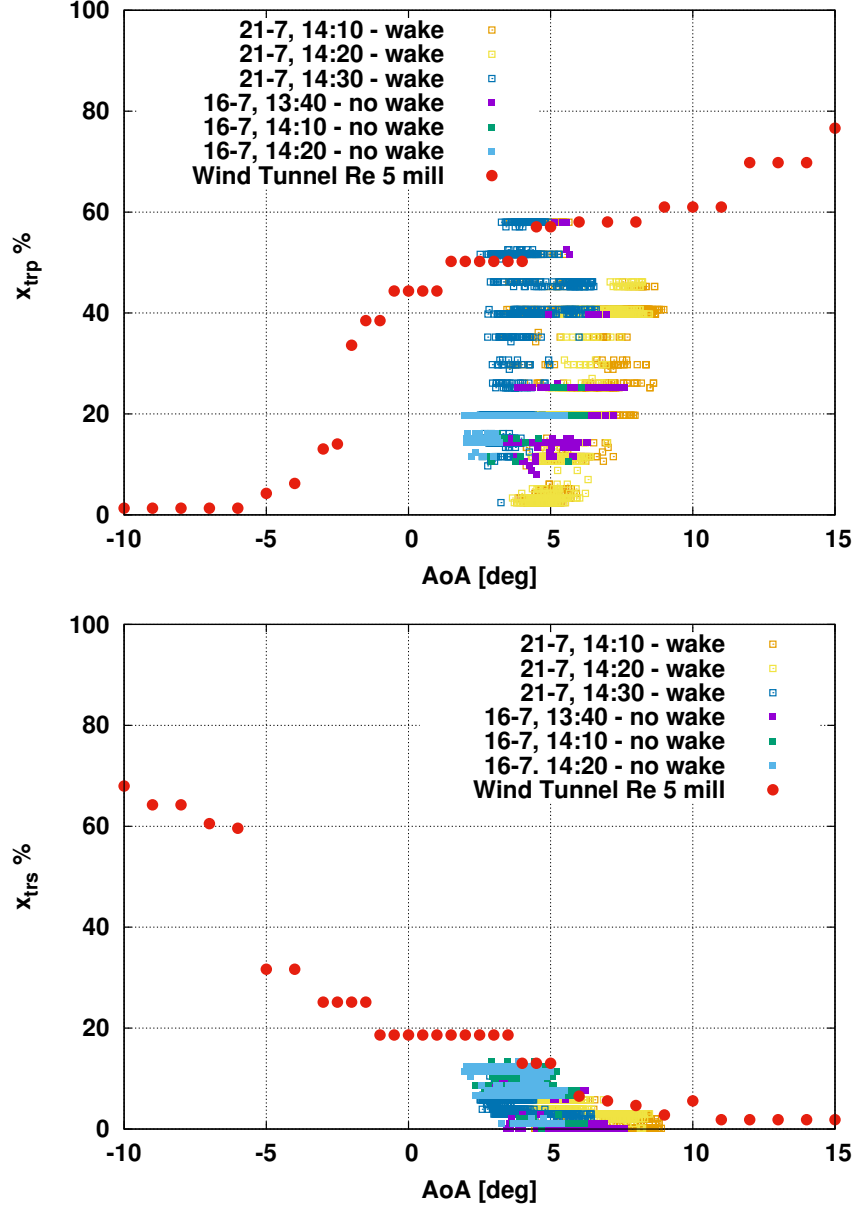 100
80
60
40
20
0
x_trp %
21-7, 14:10 - wake
21-7, 14:20 - wake
21-7, 14:30 - wake
16-7, 13:40 - no wake
16-7, 14:10 - no wake
16-7, 14:20 - no wake
Wind Tunnel Re 5 mill
-10 -5 0 5 10 15
AoA [deg]
100
80
60
40
20
0
x_trs %
21-7, 14:10 - wake
21-7, 14:20 - wake
21-7, 14:30 - wake
16-7, 13:40 - no wake
16-7, 14:10 - no wake
16-7. 14:20 - no wake
Wind Tunnel Re 5 mill
-10 -5 0 5 10 15
AoA [deg]